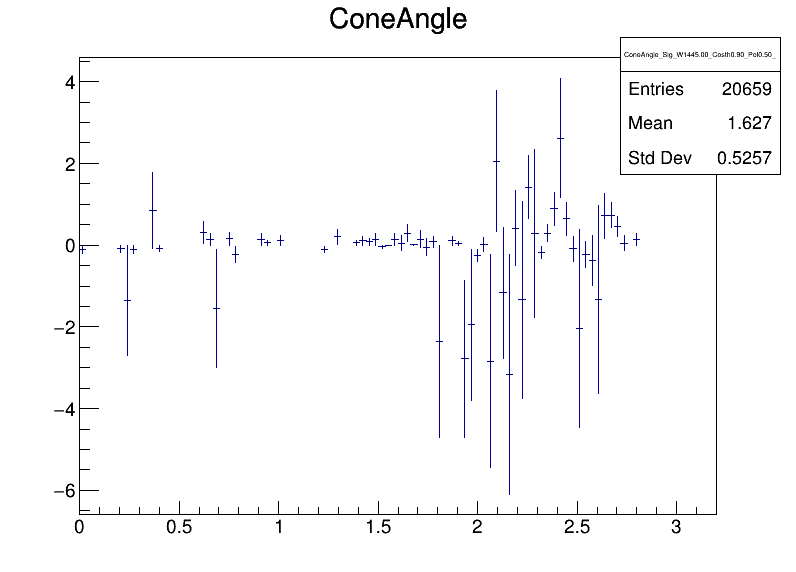 ConeAngle
ConeAngle_Sig_W1445.00_Costh0.90_Pol0.50_
Entries 20659
Mean 1.627
Std Dev 0.5257
4
2
0
−2
−4
−6
0 0.5 1 1.5 2 2.5 3